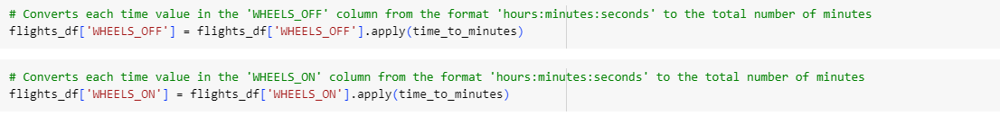 # Converts each time value in the 'WHEELS_OFF' column from the format 'hours:minutes:seconds' to the total number of minutes
flights_df['WHEELS_OFF'] = flights_df['WHEELS_OFF'].apply(time_to_minutes)
# Converts each time value in the 'WHEELS_ON' column from the format 'hours:minutes:seconds' to the total number of minutes
flights_df['WHEELS_ON'] = flights_df['WHEELS_ON'].apply(time_to_minutes)